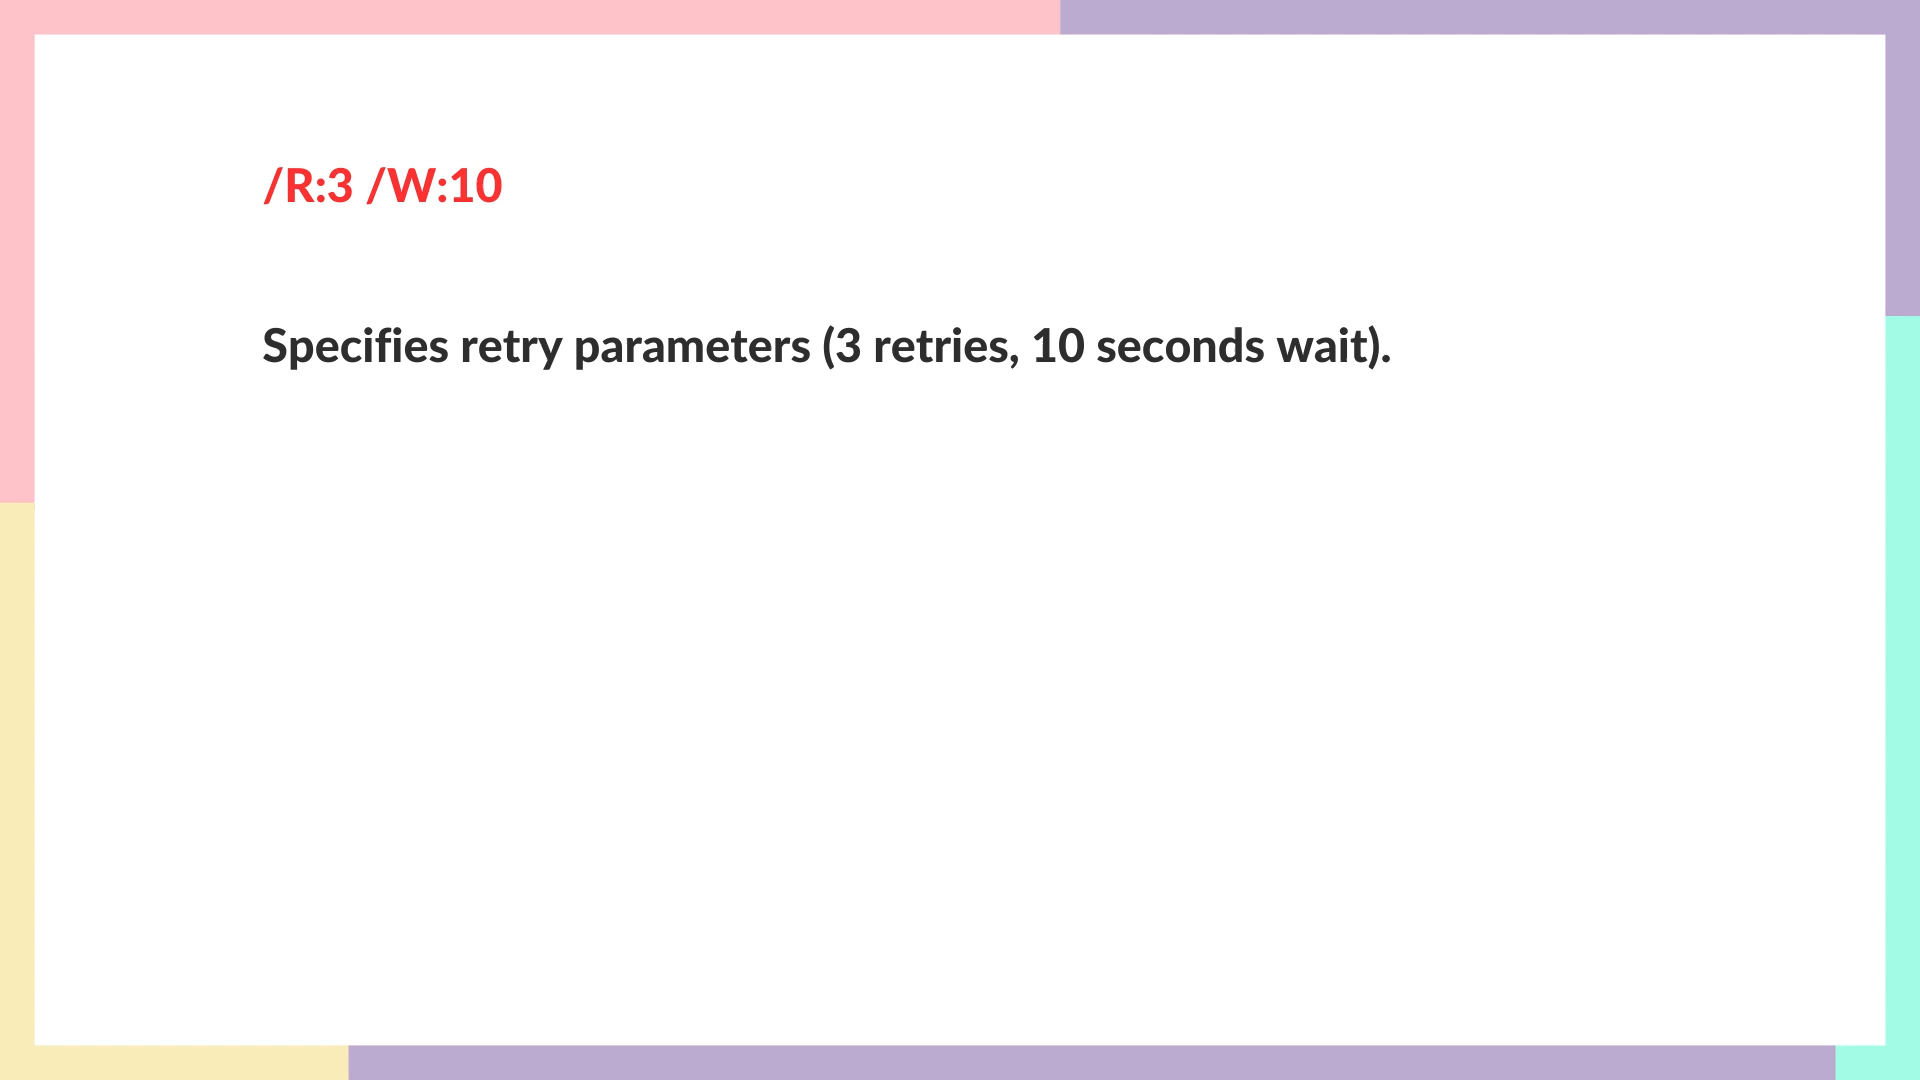 /R:3 /W:10
Specifies retry parameters (3 retries, 10 seconds wait).